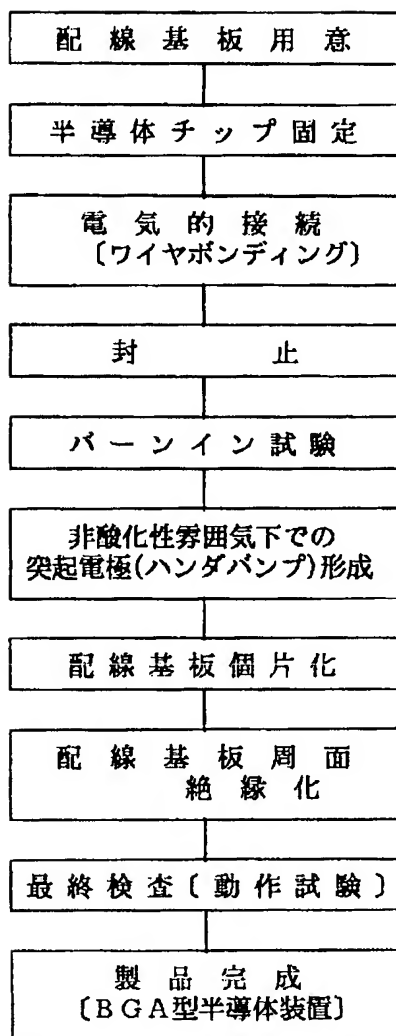 配線基板用意
半導体チップ固定
電気的接続
〔ワイヤボンディング〕
封止
バーンイン試験
非酸化性雰囲気下での
突起電極(ハンダバンプ)形成
配線基板個片化
配線基板周面
絶縁化
最終検査〔動作試験〕
製品完成
〔BGA型半導体装置〕